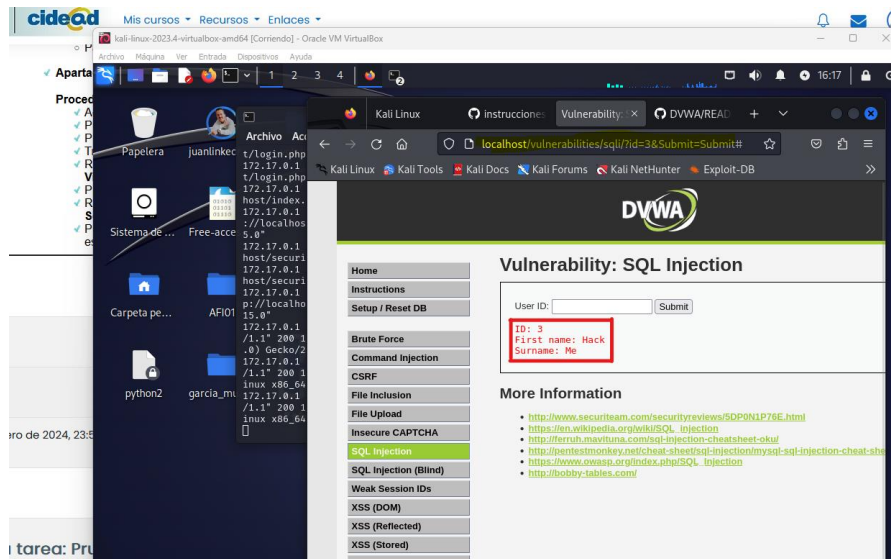 cidead
Mis cursos
Recursos
Enlaces
kali-linux-2023.4-virtualbox-amd64 [Corriendo] - Oracle VM VirtualBox
Archivo Máquina Ver Entrada Dispositivos Ayuda
Aparta
Proced
1 2 3 4
16:17
Papelera
juanlinked
Sistema de ...
Free-acce
Carpeta pe...
AFI01
python2
garcia_mu
ero de 2024, 23:5
tarea: Pru
Archivo Acc
t/login.php
172.17.0.1
t/login.php
172.17.0.1
host/index.
172.17.0.1
://localhos
5.0"
172.17.0.1
host/securi
172.17.0.1
host/securi
172.17.0.1
p://localho
15.0"
172.17.0.1
/1.1" 200 1
.0) Gecko/2
172.17.0.1
/1.1" 200 1
inux x86_64
172.17.0.1
/1.1" 200 1
inux x86_64
Kali Linux
instrucciones
Vulnerability: S
DVWA/READ
localhost/vulnerabilities/sqli/?id=3&Submit=Submit#
Kali Linux
Kali Tools
Kali Docs
Kali Forums
Kali NetHunter
Exploit-DB
DVWA
Home
Instructions
Setup / Reset DB
Brute Force
Command Injection
CSRF
File Inclusion
File Upload
Insecure CAPTCHA
SQL Injection
SQL Injection (Blind)
Weak Session IDs
XSS (DOM)
XSS (Reflected)
XSS (Stored)
Vulnerability: SQL Injection
User ID: Submit
ID: 3
First name: Hack
Surname: Me
More Information
http://www.securiteam.com/securityreviews/5DP0N1P76E.html
https://en.wikipedia.org/wiki/SQL_injection
http://ferruh.mavituna.com/sql-injection-cheatsheet-oku/
http://pentestmonkey.net/cheat-sheet/sql-injection/mysql-sql-injection-cheat-she
https://www.owasp.org/index.php/SQL_Injection
http://bobby-tables.com/